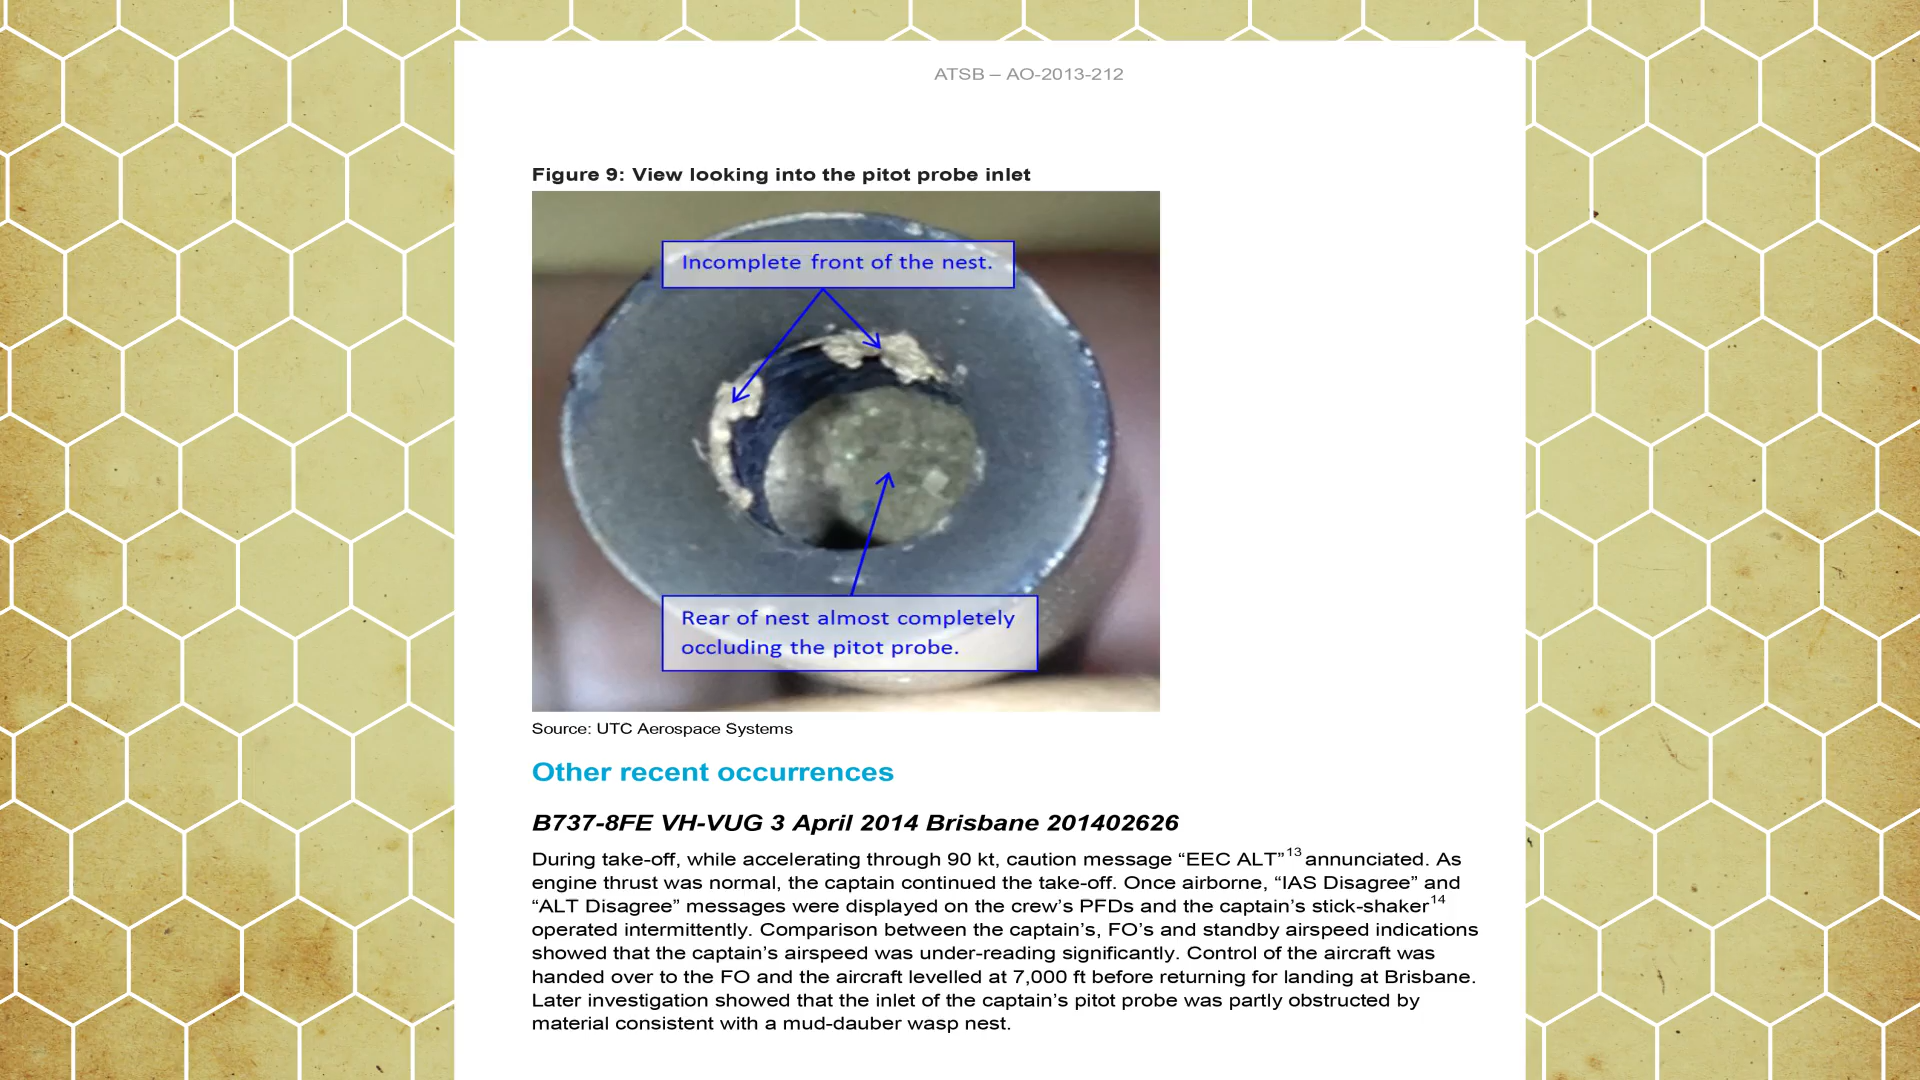 ATSB – AO-2013-212
Figure 9: View looking into the pitot probe inlet
Incomplete front of the nest.
Rear of nest almost completely
occluding the pitot probe.
Source: UTC Aerospace Systems
Other recent occurrences
B737-8FE VH-VUG 3 April 2014 Brisbane 201402626
During take-off, while accelerating through 90 kt, caution message “EEC ALT”13 annunciated. As
engine thrust was normal, the captain continued the take-off. Once airborne, “IAS Disagree” and
“ALT Disagree” messages were displayed on the crew’s PFDs and the captain’s stick-shaker14
operated intermittently. Comparison between the captain’s, FO’s and standby airspeed indications
showed that the captain’s airspeed was under-reading significantly. Control of the aircraft was
handed over to the FO and the aircraft levelled at 7,000 ft before returning for landing at Brisbane.
Later investigation showed that the inlet of the captain’s pitot probe was partly obstructed by
material consistent with a mud-dauber wasp nest.